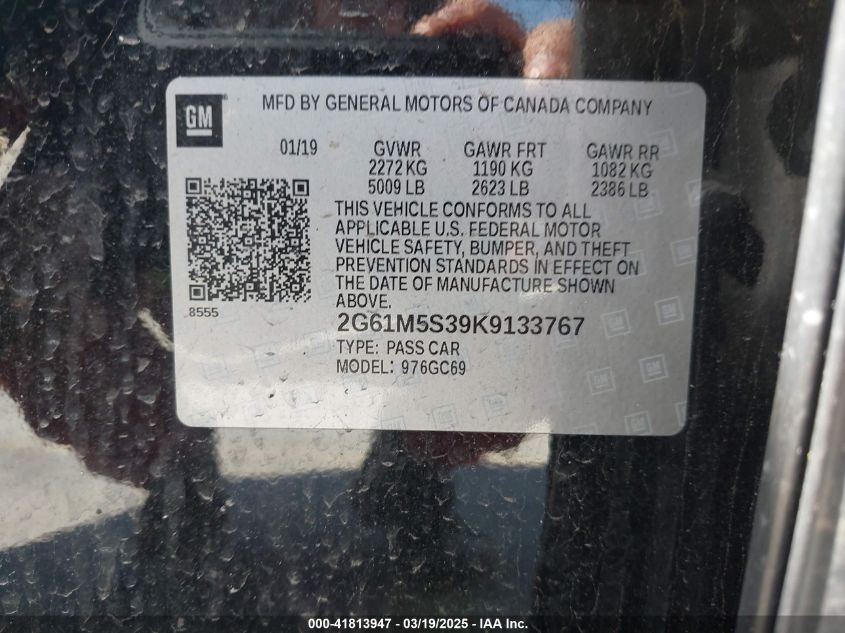 GM
MFD BY GENERAL MOTORS OF CANADA COMPANY
01/19 GVWR GAWR FRT GAWR RR
2272 KG 1190 KG 1082 KG
5009 LB 2623 LB 2386 LB
THIS VEHICLE CONFORMS TO ALL
APPLICABLE U.S. FEDERAL MOTOR
VEHICLE SAFETY, BUMPER, AND THEFT
PREVENTION STANDARDS IN EFFECT ON
THE DATE OF MANUFACTURE SHOWN
ABOVE.
8555
2G61M5S39K9133767
TYPE: PASS CAR
MODEL: 976GC69
GM
000-41813947 - 03/19/2025 - IAA Inc.